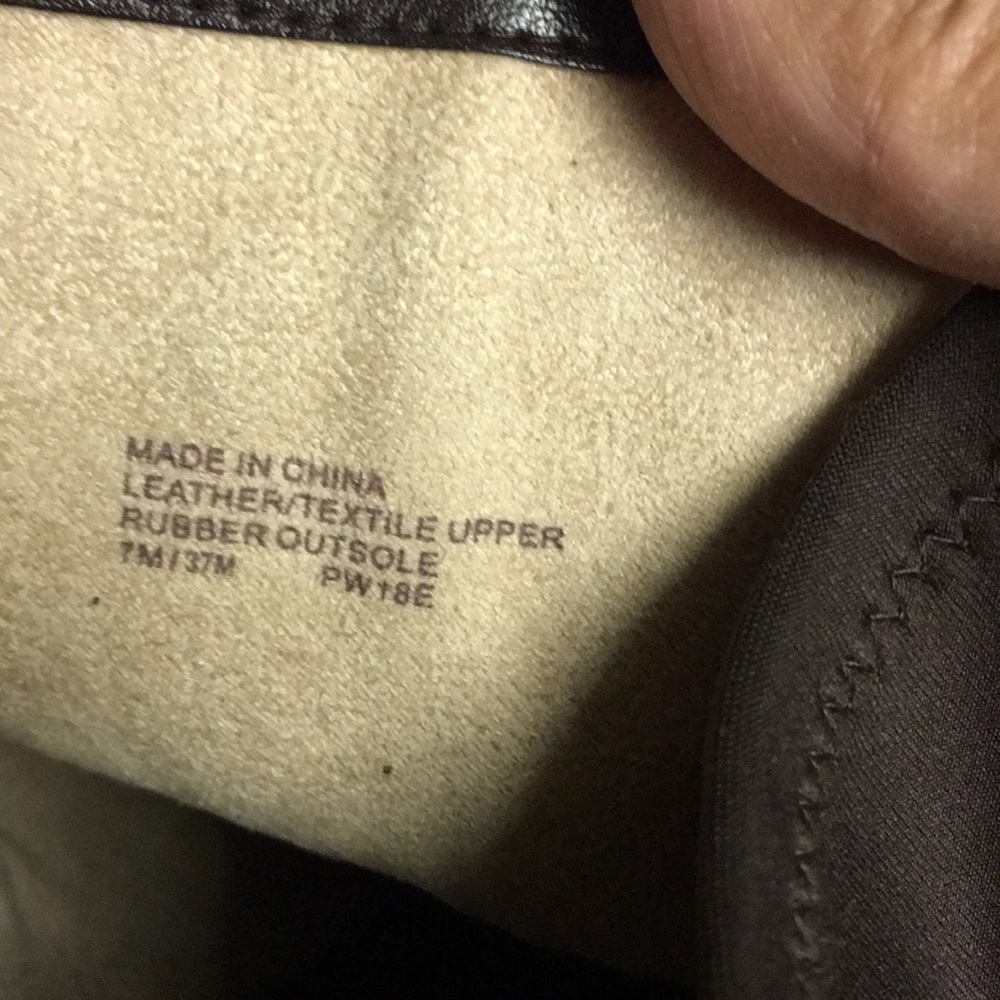 MADE IN CHINA
LEATHER/TEXTILE UPPER
RUBBER OUTSOLE
7M/37M PW18E